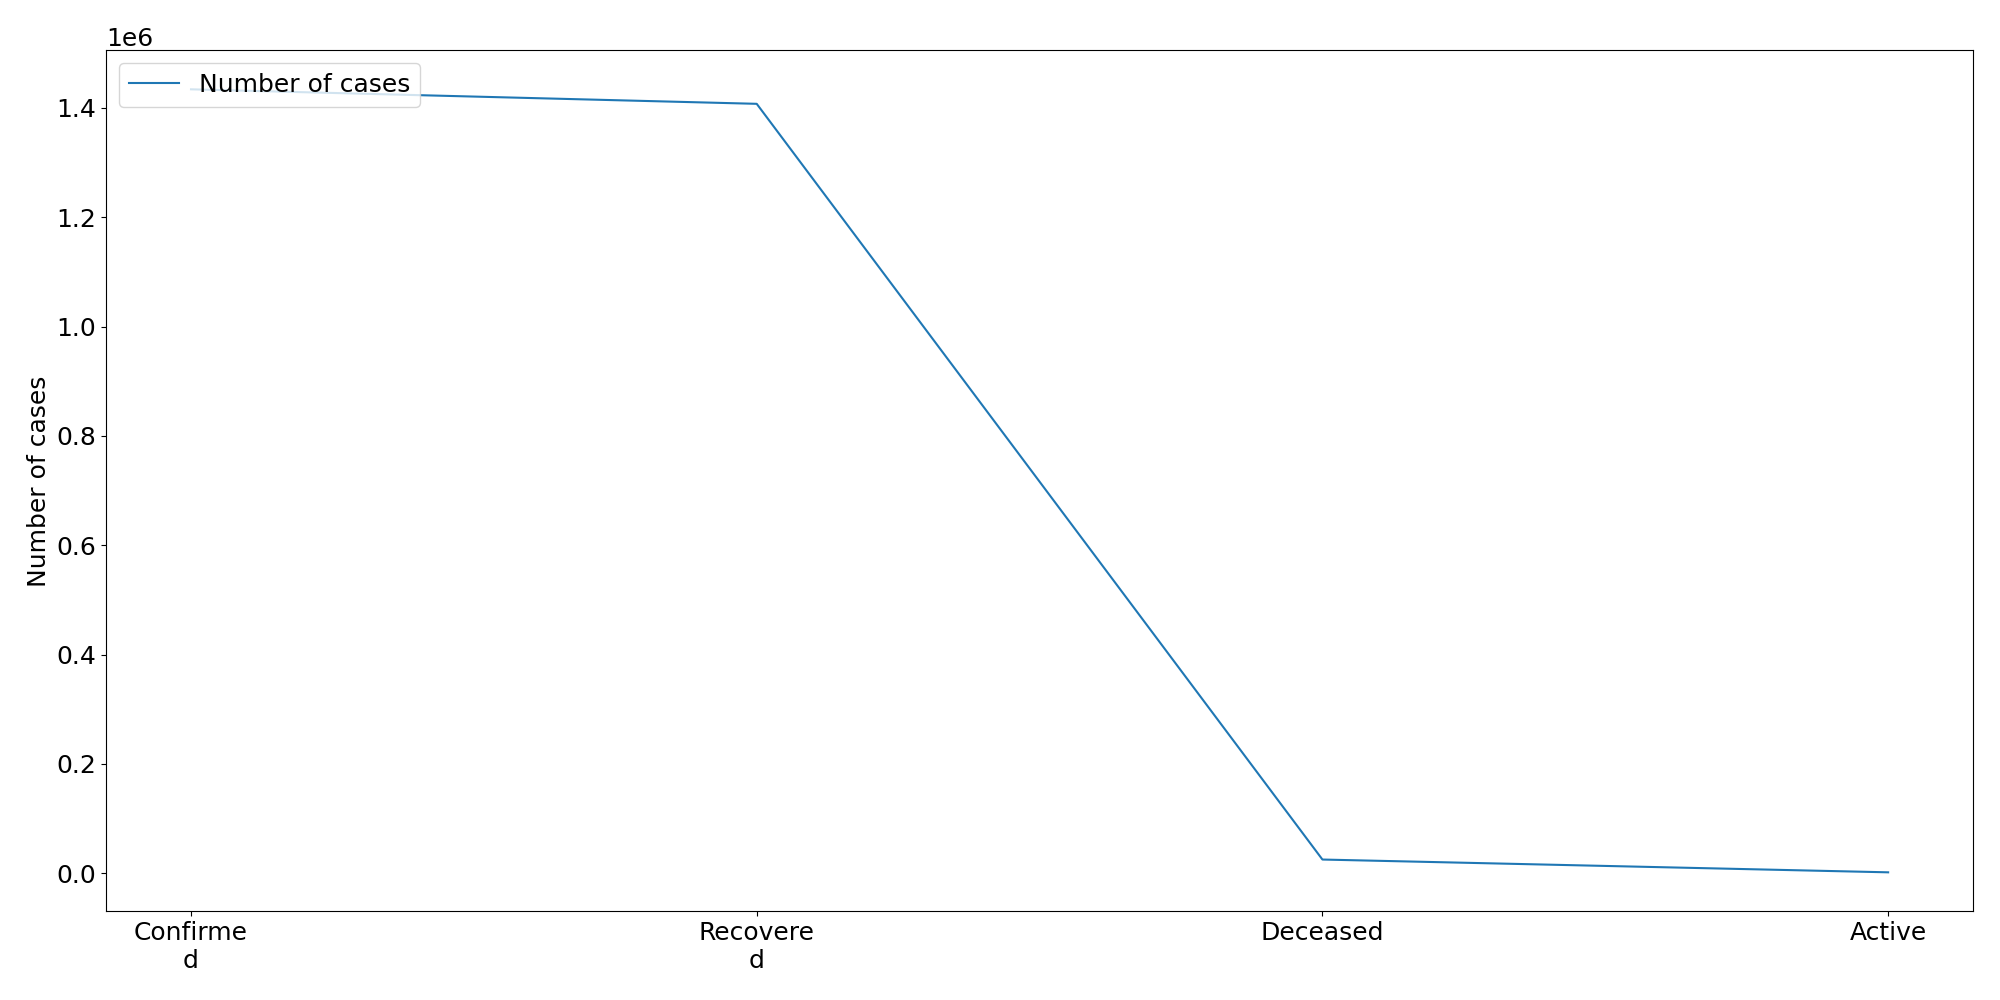 1e6
Number of cases
1.4
1.2
1.0
0.8
0.6
0.4
0.2
0.0
Number of cases
Confirme
d
Recovere
d
Deceased
Active